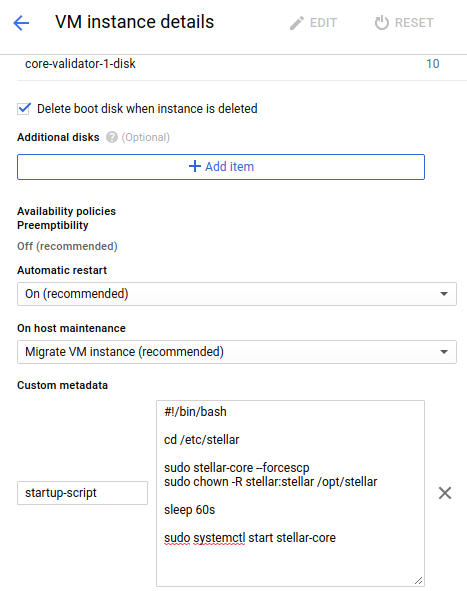 VM instance details
EDIT
RESET
core-validator-1-disk 10
Delete boot disk when instance is deleted
Additional disks ? (Optional)
+ Add item
Availability policies
Preemptibility
Off (recommended)
Automatic restart
On (recommended)
On host maintenance
Migrate VM instance (recommended)
Custom metadata
startup-script
#!/bin/bash
cd /etc/stellar
sudo stellar-core --forcescp
sudo chown -R stellar:stellar /opt/stellar
sleep 60s
sudo systemctl start stellar-core